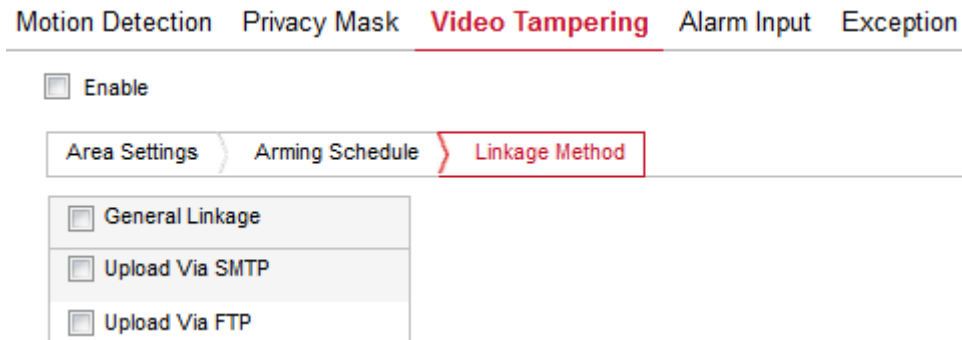 Motion Detection Privacy Mask Video Tampering Alarm Input Exception
Enable
Area Settings Arming Schedule Linkage Method
General Linkage
Upload Via SMTP
Upload Via FTP